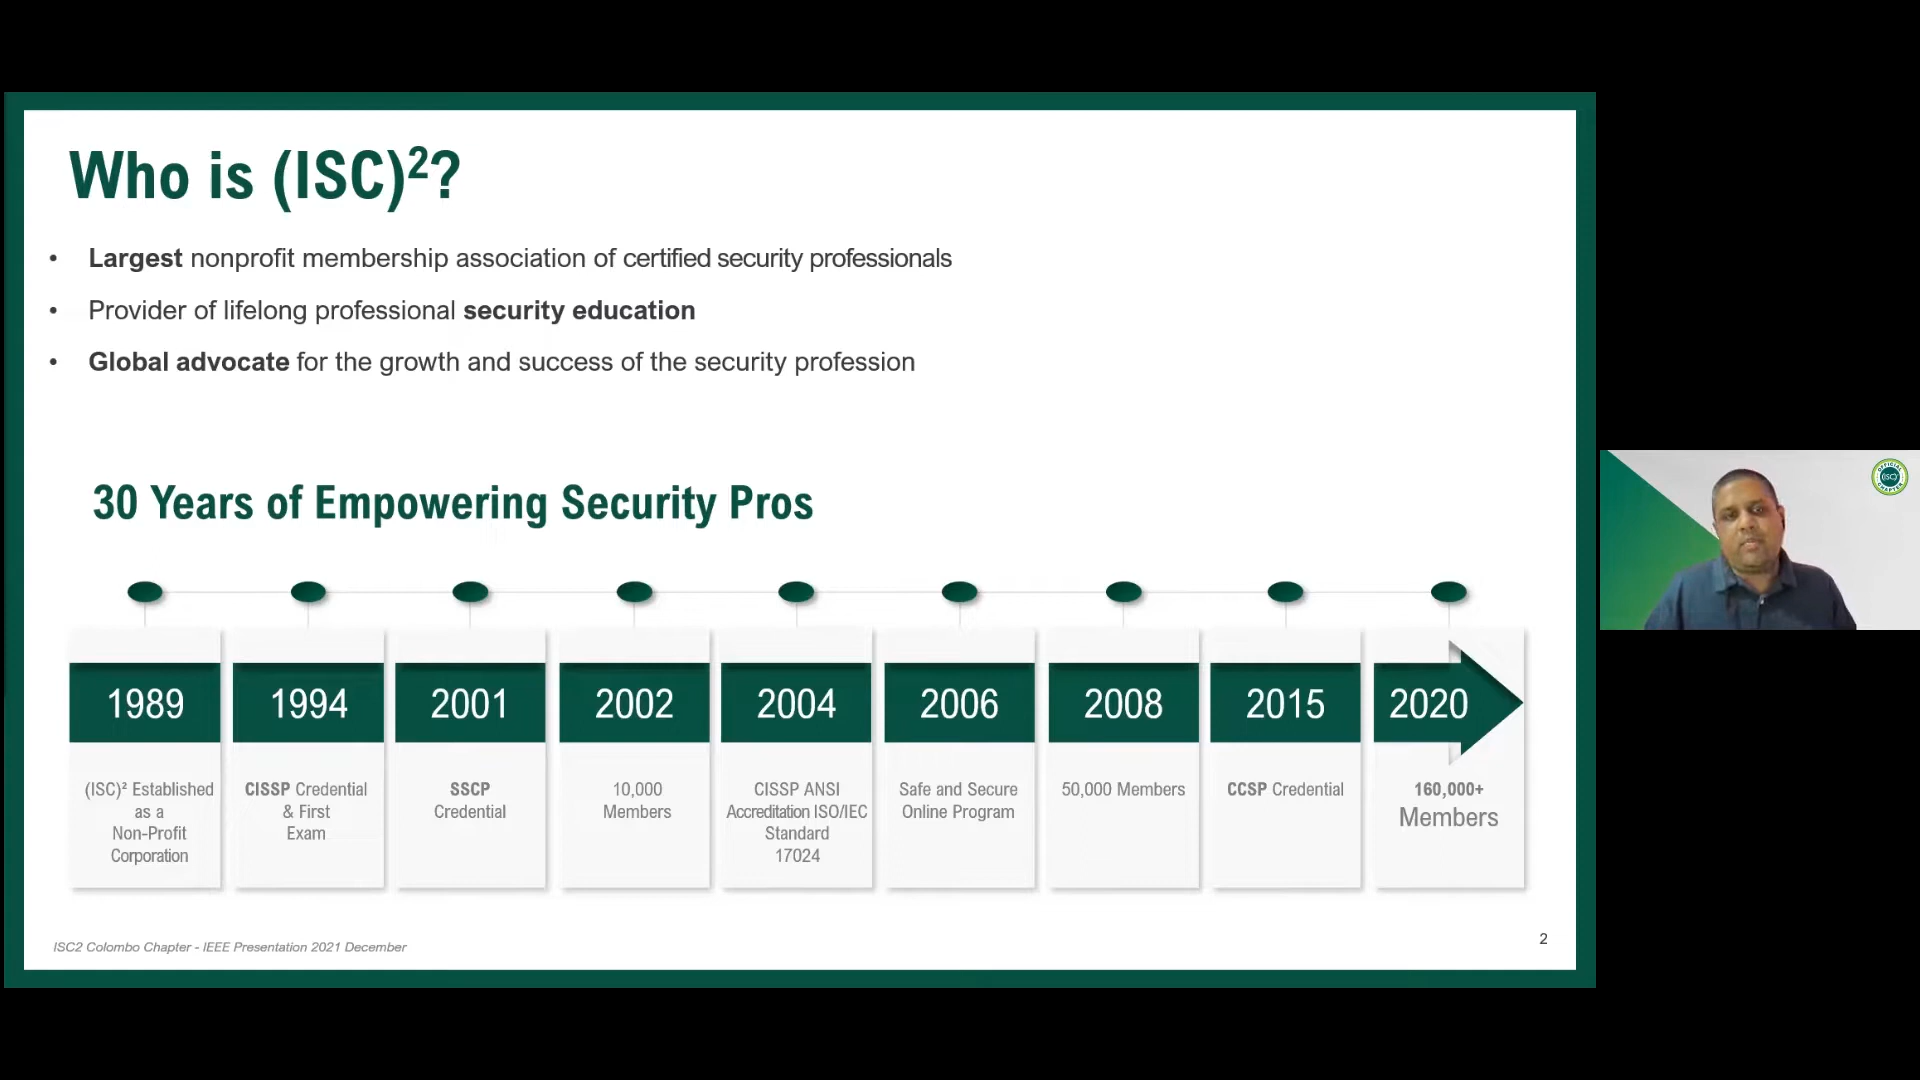 Who is (ISC)²?
• Largest nonprofit membership association of certified security professionals
• Provider of lifelong professional security education
• Global advocate for the growth and success of the security profession
30 Years of Empowering Security Pros
1989
(ISC)² Established
as a
Non-Profit
Corporation
1994
CISSP Credential
& First
Exam
2001
SSCP
Credential
2002
10,000
Members
2004
CISSP ANSI
Accreditation ISO/IEC
Standard
17024
2006
Safe and Secure
Online Program
2008
50,000 Members
2015
CCSP Credential
2020
160,000+
Members
ISC2 Colombo Chapter - IEEE Presentation 2021 December
2
OFFICIAL
(ISC)²
CHAPTER